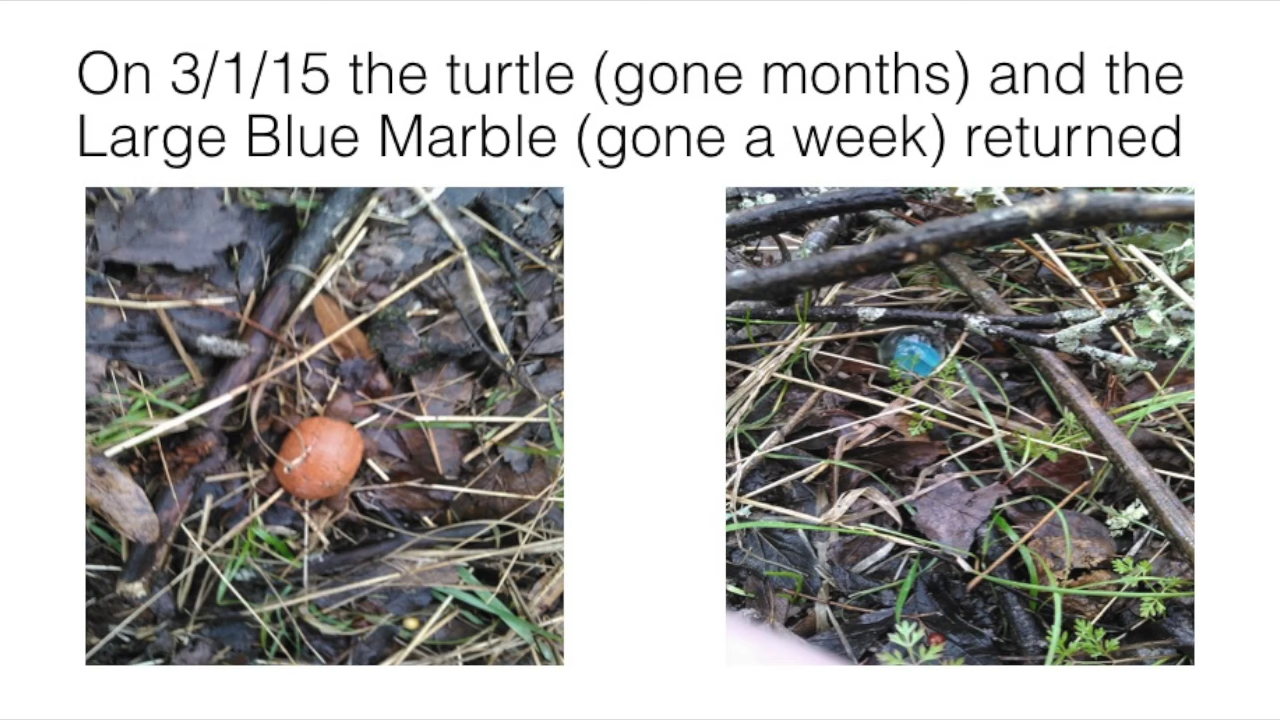 On 3/1/15 the turtle (gone months) and the
Large Blue Marble (gone a week) returned